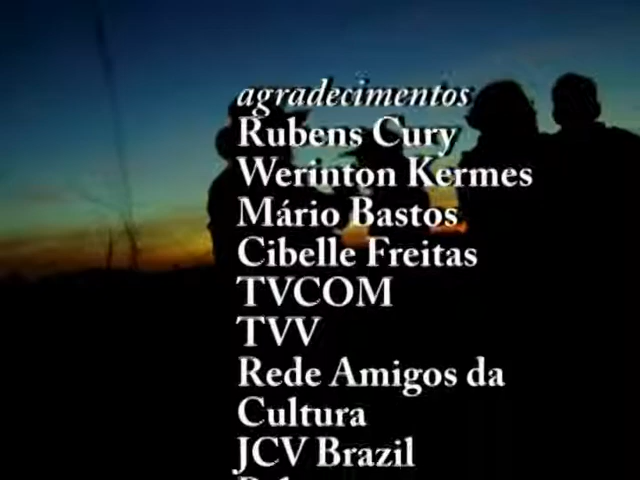 agradecimentos
Rubens Cury
Werinton Kermes
Mário Bastos
Cibelle Freitas
TVCOM
TVV
Rede Amigos da
Cultura
JCV Brazil